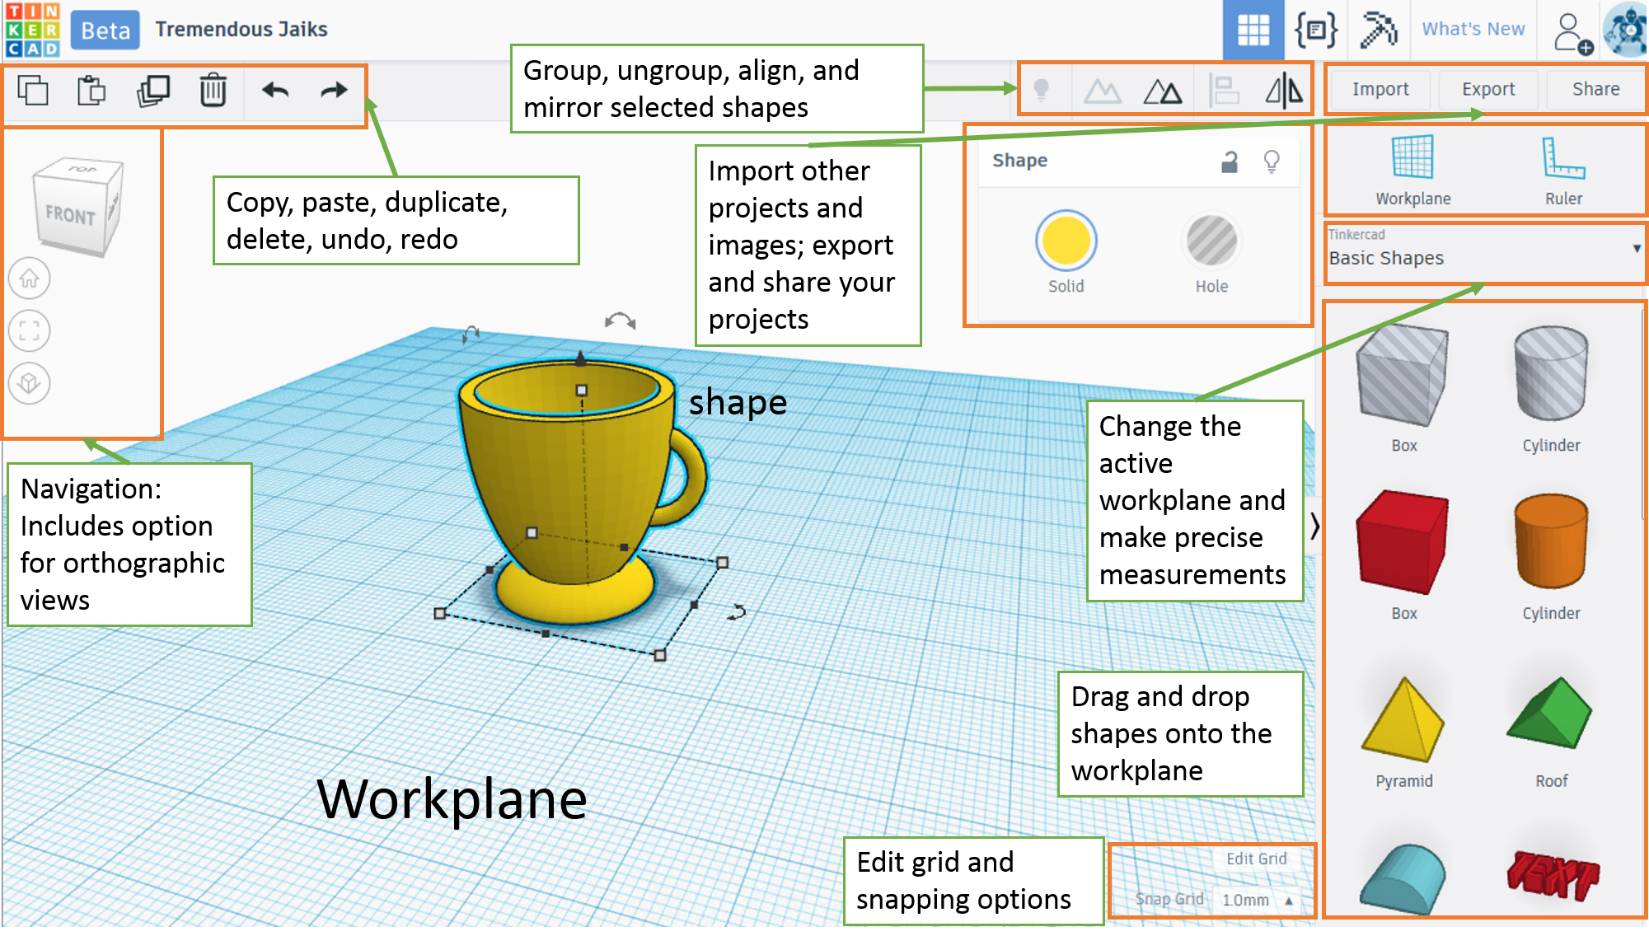 TIN
KER
CAD
Beta
Tremendous Jaiks
What's New
Group, ungroup, align, and
mirror selected shapes
Import
Export
Share
Copy, paste, duplicate,
delete, undo, redo
TOP
FRONT
Import other
projects and
images; export
and share your
projects
Shape
Solid
Hole
Workplane
Ruler
Tinkercad
Basic Shapes
shape
Navigation:
Includes option
for orthographic
views
Change the
active
workplane and
make precise
measurements
Box
Cylinder
Box
Cylinder
Drag and drop
shapes onto the
workplane
Pyramid
Roof
Workplane
Edit grid and
snapping options
Edit Grid
Snap Grid 1.0mm
TEXT